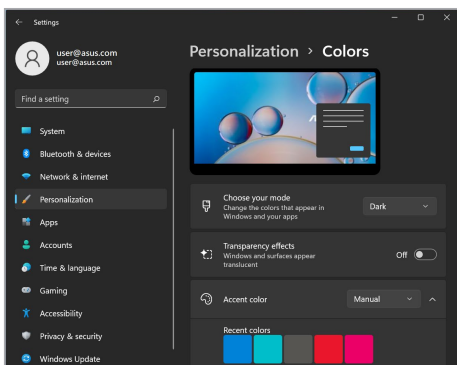 Settings
user@asus.com
user@asus.com
Find a setting
System
Bluetooth & devices
Network & internet
Personalization
Apps
Accounts
Time & language
Gaming
Accessibility
Privacy & security
Windows Update
Personalization > Colors
Choose your mode
Change the colors that appear in
Windows and your apps
Dark
Transparency effects
Windows and surfaces appear
translucent
Off
Accent color
Manual
Recent colors